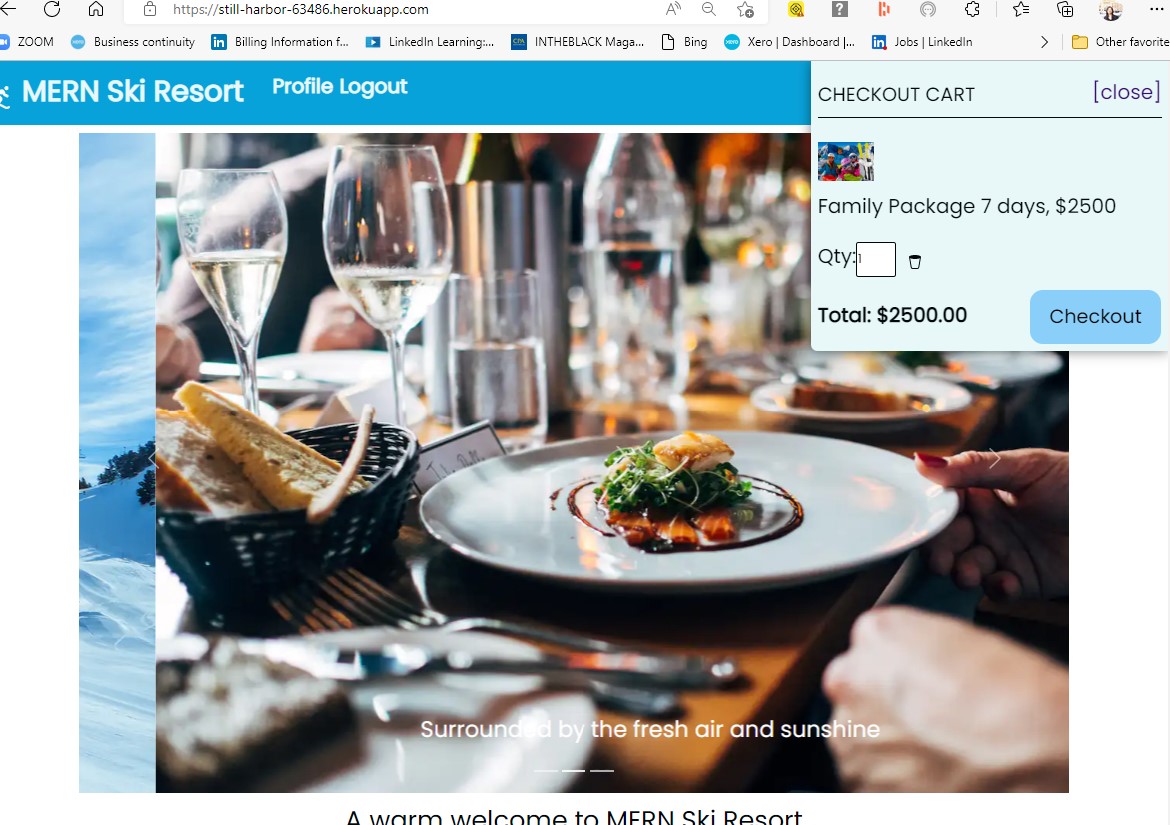 https://still-harbor-63486.herokuapp.com
ZOOM
Business continuity
Billing Information f...
LinkedIn Learning:...
INTHEBLACK Maga...
Bing
Xero | Dashboard |...
Jobs | LinkedIn
Other favorite
MERN Ski Resort
Profile Logout
CHECKOUT CART
[close]
Family Package 7 days, $2500
Qty:1
Total: $2500.00
Checkout
Surrounded by the fresh air and sunshine
A warm welcome to MERN Ski Resort